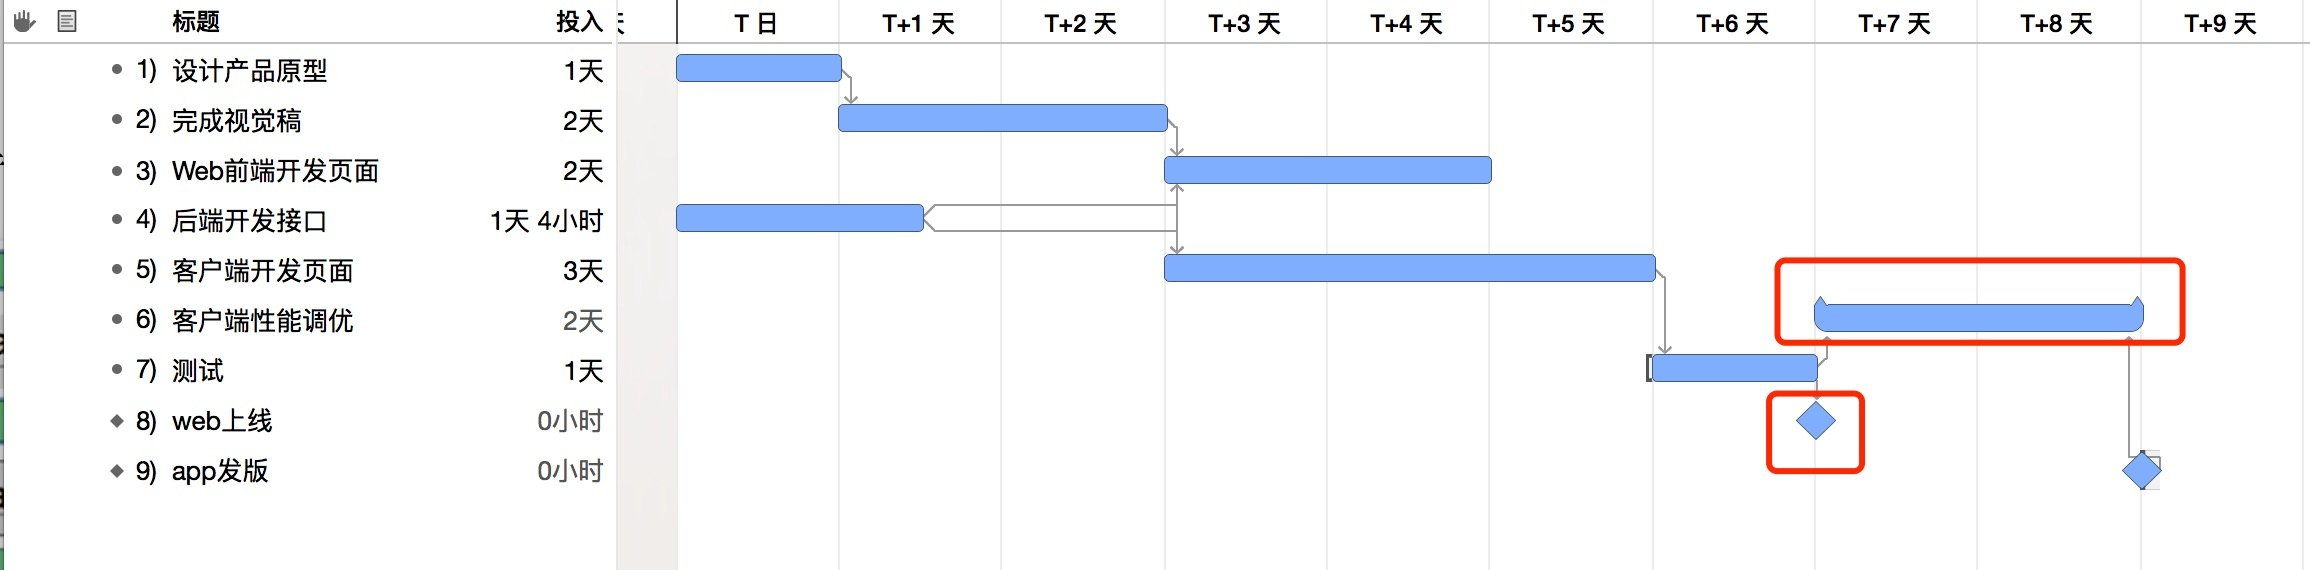 标题 投入 T 日 T+1 天 T+2 天 T+3 天 T+4 天 T+5 天 T+6 天 T+7 天 T+8 天 T+9 天
1) 设计产品原型 1天
2) 完成视觉稿 2天
3) Web前端开发页面 2天
4) 后端开发接口 1天 4小时
5) 客户端开发页面 3天
6) 客户端性能调优 2天
7) 测试 1天
8) web上线 0小时
9) app发版 0小时